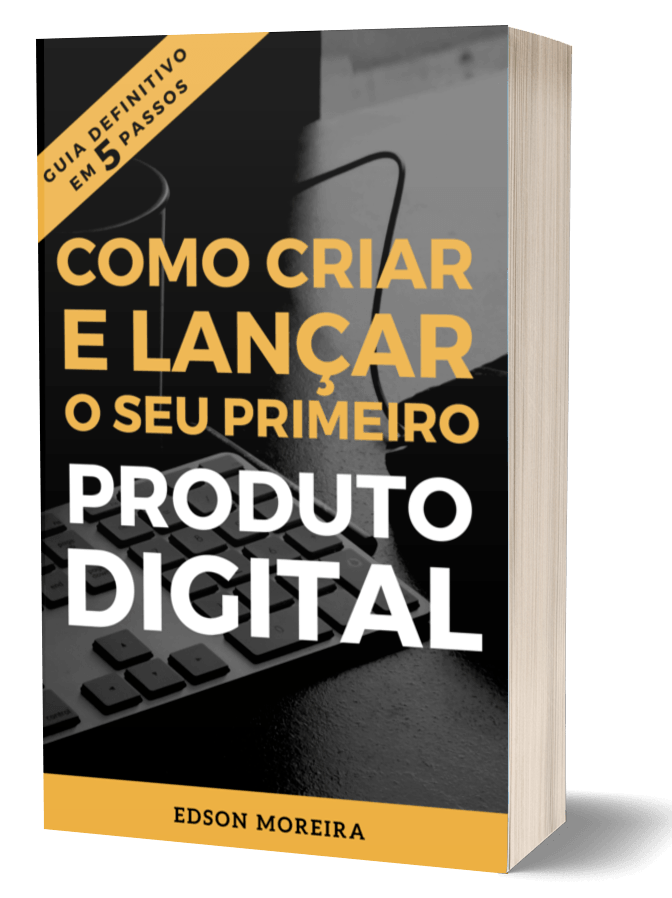 GUIA DEFINITIVO
EM 5 PASSOS
COMO CRIAR
E LANÇAR
O SEU PRIMEIRO
PRODUTO
DIGITAL
EDSON MOREIRA